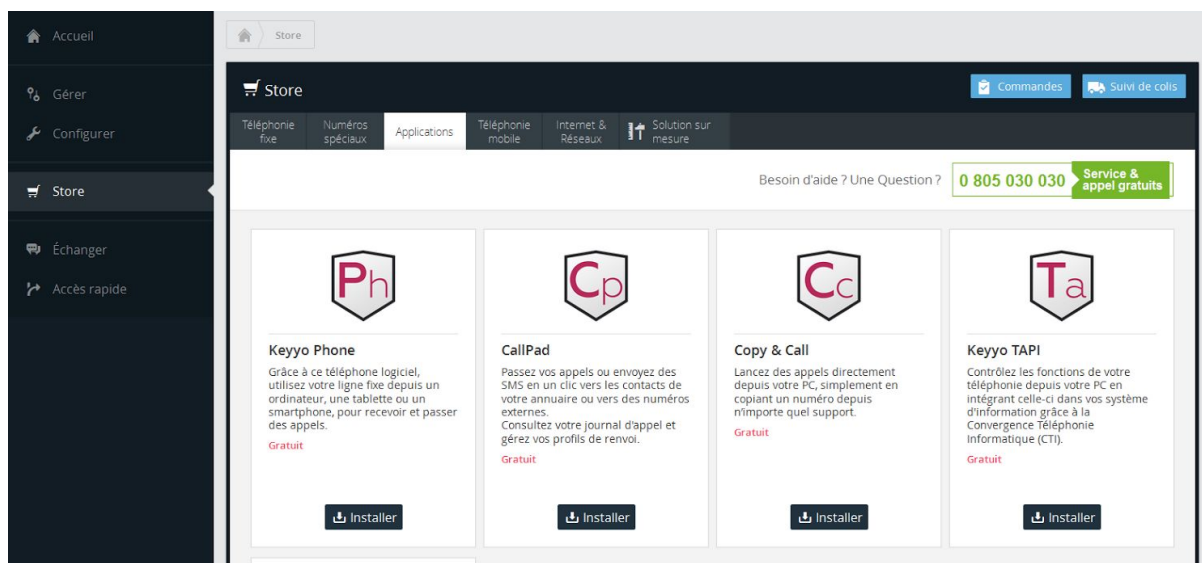 Accueil
Gérer
Configurer
Store
Échanger
Accès rapide
Store
Store
Commandes
Suivi de colis
Téléphonie
fixe
Numéros
spéciaux
Applications
Téléphonie
mobile
Internet &
Réseaux
Solution sur
mesure
Besoin d'aide ? Une Question ?
0 805 030 030
Service &
appel gratuits
Ph
Keyyo Phone
Grâce à ce téléphone logiciel,
utilisez votre ligne fixe depuis un
ordinateur, une tablette ou un
smartphone, pour recevoir et passer
des appels.
Gratuit
Installer
Cp
CallPad
Passez vos appels ou envoyez des
SMS en un clic vers les contacts de
votre annuaire ou vers des numéros
externes.
Consultez votre journal d'appel et
gérez vos profils de renvoi.
Gratuit
Installer
Cc
Copy & Call
Lancez des appels directement
depuis votre PC, simplement en
copiant un numéro depuis
n'importe quel support.
Gratuit
Installer
Ta
Keyyo TAPI
Contrôlez les fonctions de votre
téléphonie depuis votre PC en
intégrant celle-ci dans vos système
d'information grâce à la
Convergence Téléphonie
Informatique (CTI).
Gratuit
Installer